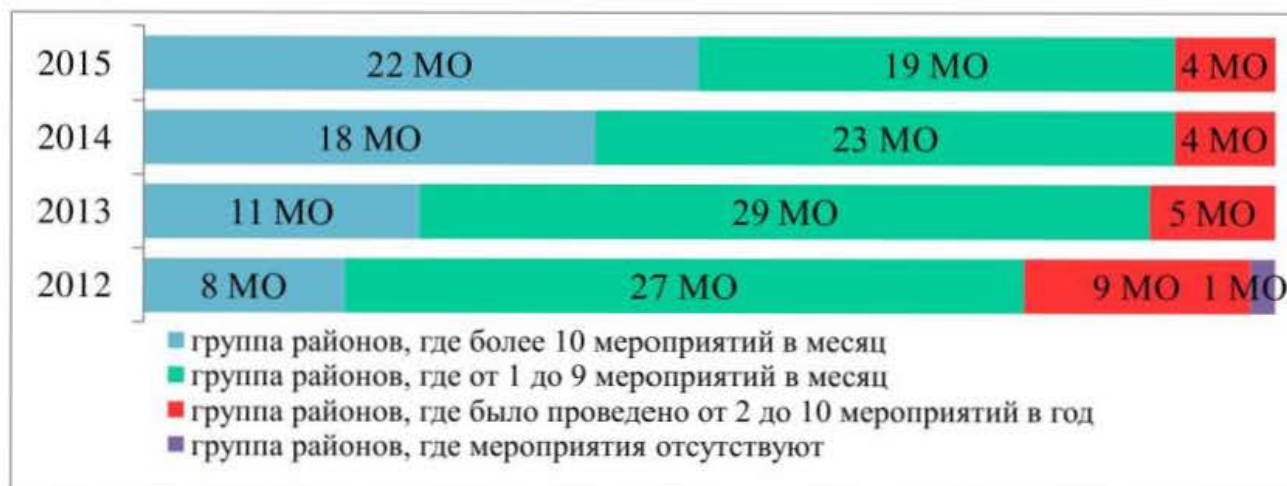 2015 22 МО 19 МО 4 МО
2014 18 МО 23 МО 4 МО
2013 11 МО 29 МО 5 МО
2012 8 МО 27 МО 9 МО 1 МО
группа районов, где более 10 мероприятий в месяц
группа районов, где от 1 до 9 мероприятий в месяц
группа районов, где было проведено от 2 до 10 мероприятий в год
группа районов, где мероприятия отсутствуют